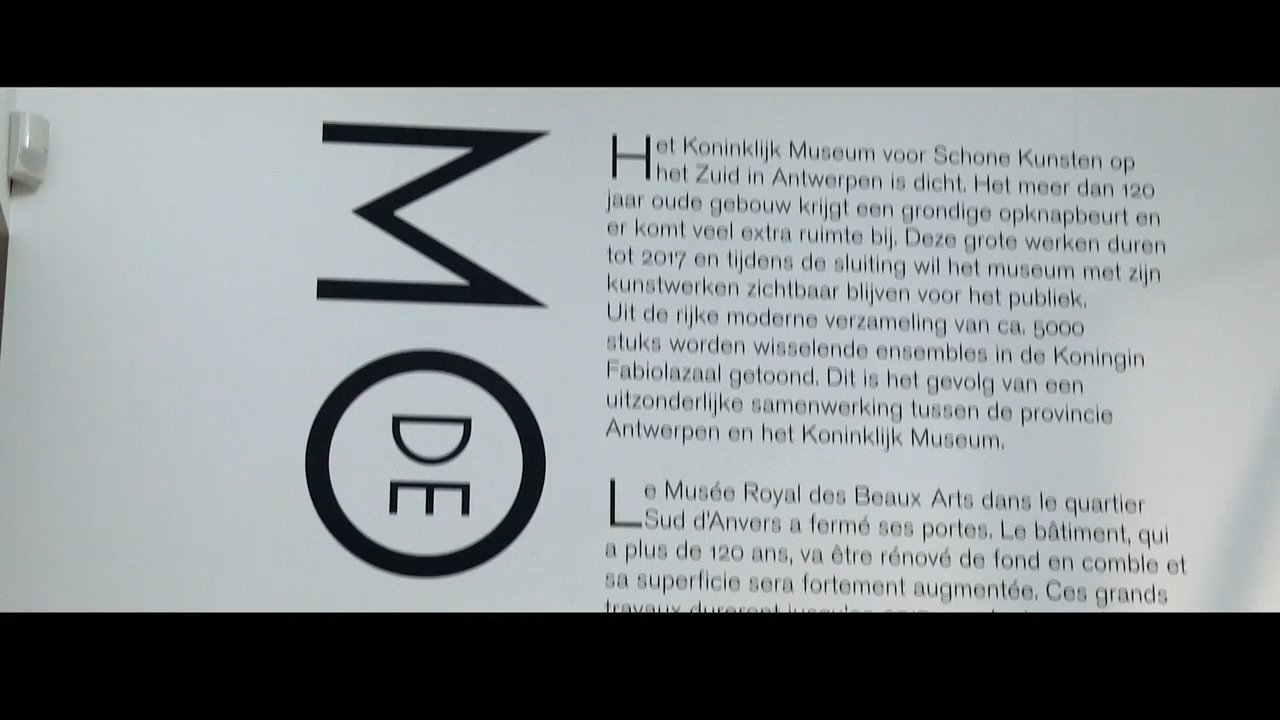 M
DE
Het Koninklijk Museum voor Schone Kunsten op
het Zuid in Antwerpen is dicht. Het meer dan 120
jaar oude gebouw krijgt een grondige opknapbeurt en
er komt veel extra ruimte bij. Deze grote werken duren
tot 2017 en tijdens de sluiting wil het museum met zijn
kunstwerken zichtbaar blijven voor het publiek.
Uit de rijke moderne verzameling van ca. 5000
stuks worden wisselende ensembles in de Koningin
Fabiolazaal getoond. Dit is het gevolg van een
uitzonderlijke samenwerking tussen de provincie
Antwerpen en het Koninklijk Museum.
Le Musée Royal des Beaux Arts dans le quartier
Sud d'Anvers a fermé ses portes. Le bâtiment, qui
a plus de 120 ans, va être rénové de fond en comble et
sa superficie sera fortement augmentée. Ces grands
travaux